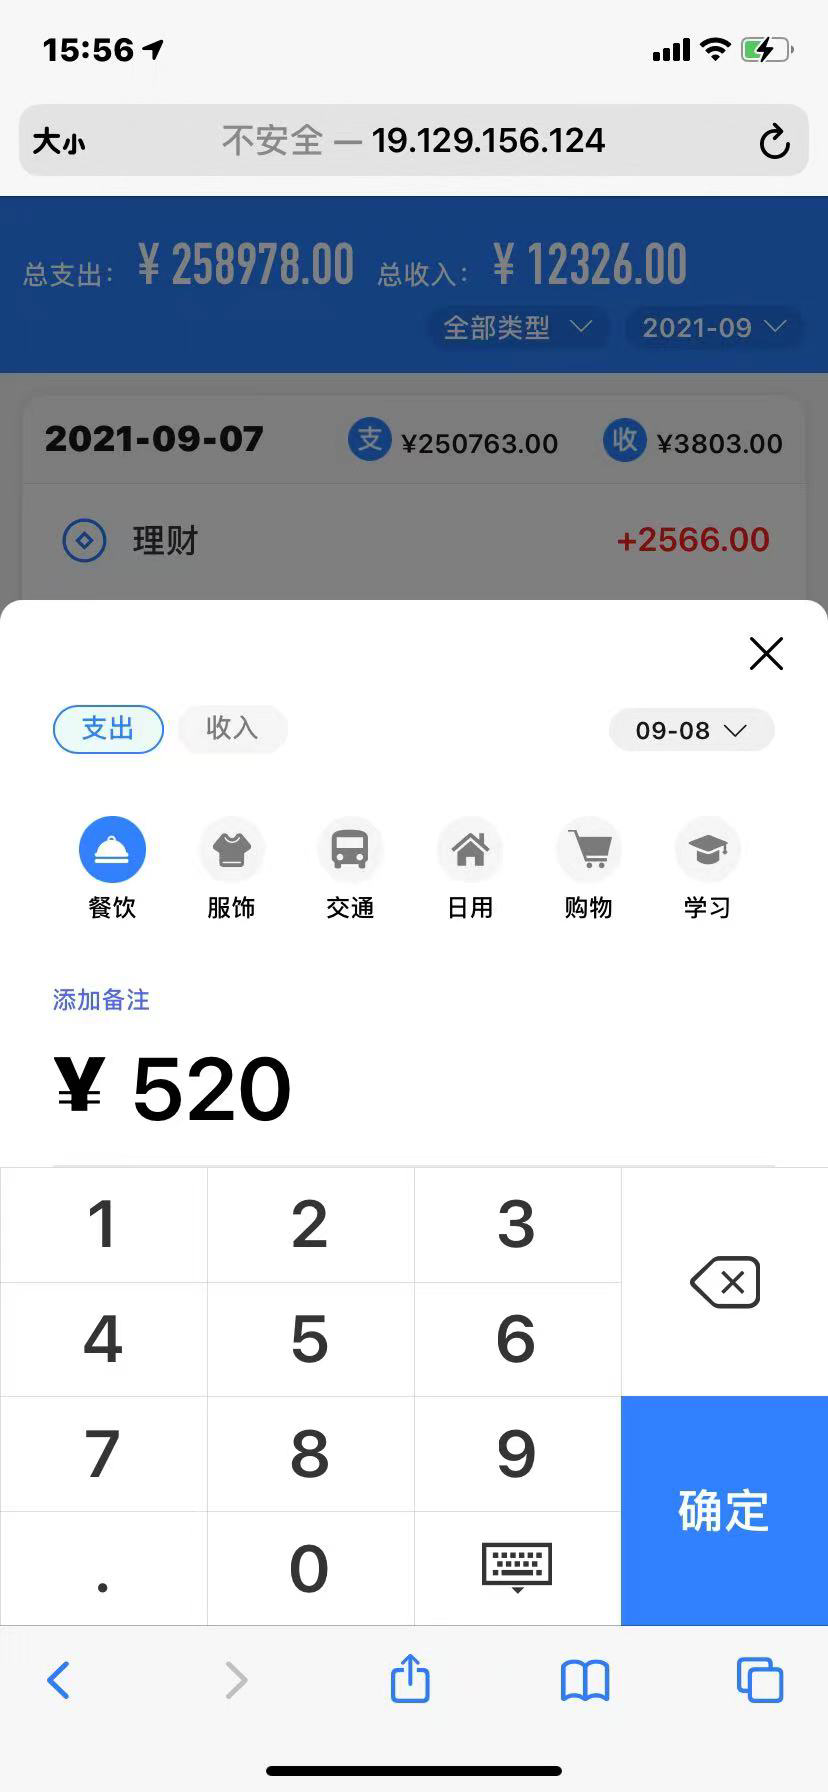 15:56
大小 不安全 — 19.129.156.124
总支出: ¥ 258978.00 总收入: ¥ 12326.00
全部类型 2021-09
2021-09-07 支 ¥250763.00 收 ¥3803.00
理财 +2566.00
支出 收入 09-08
餐饮 服饰 交通 日用 购物 学习
添加备注
¥ 520
1 2 3
4 5 6
7 8 9
确定
. 0